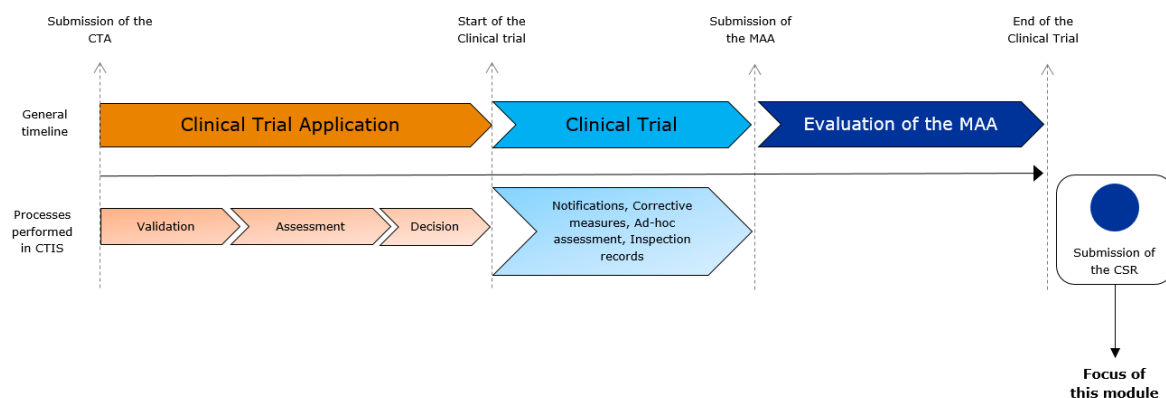 Submission of the
CTA
Start of the
Clinical trial
Submission of
the MAA
End of the
Clinical Trial
General
timeline
Clinical Trial Application
Clinical Trial
Evaluation of the MAA
Processes
performed
in CTIS
Validation
Assessment
Decision
Notifications, Corrective
measures, Ad-hoc
assessment, Inspection
records
Submission of
the CSR
Focus of
this module